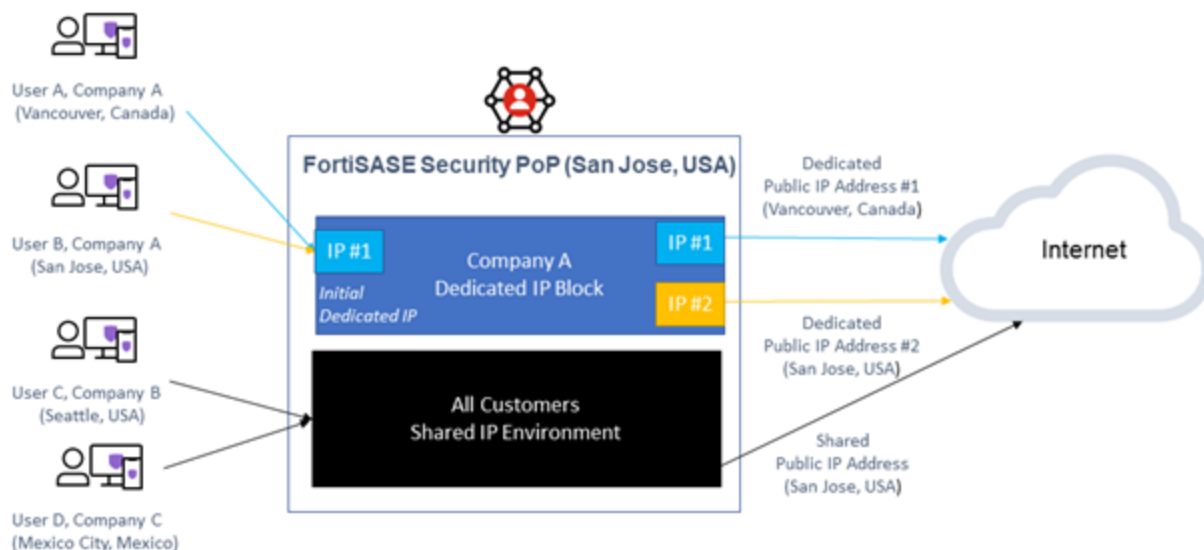 User A, Company A
(Vancouver, Canada)
User B, Company A
(San Jose, USA)
User C, Company B
(Seattle, USA)
User D, Company C
(Mexico City, Mexico)
FortiSASE Security PoP (San Jose, USA)
IP #1
Initial
Dedicated IP
Company A
Dedicated IP Block
IP #1
IP #2
All Customers
Shared IP Environment
Dedicated
Public IP Address #1
(Vancouver, Canada)
Dedicated
Public IP Address #2
(San Jose, USA)
Shared
Public IP Address
(San Jose, USA)
Internet